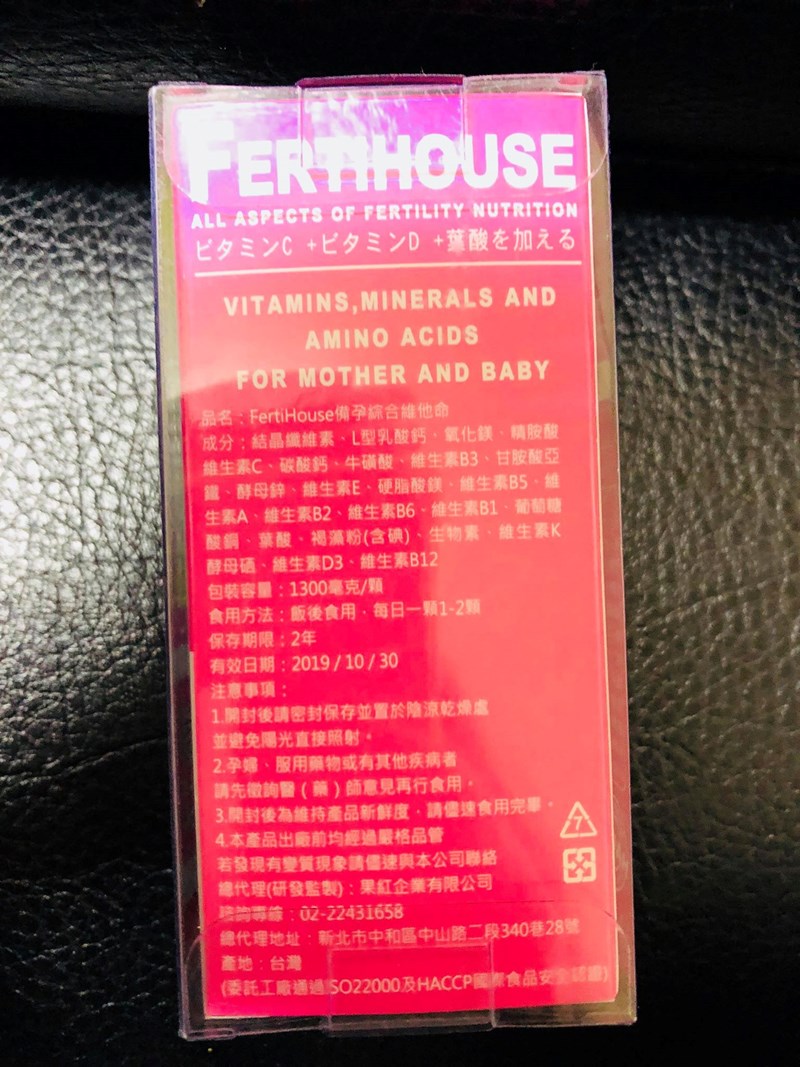 FERTIHOUSE
ALL ASPECTS OF FERTILITY NUTRITION
ビタミンC +ビタミンD +葉酸を加える
VITAMINS,MINERALS AND
AMINO ACIDS
FOR MOTHER AND BABY
品名：FertiHouse備孕綜合維他命
成分：結晶纖維素、L型乳酸鈣、氧化鎂、精胺酸
維生素C、碳酸鈣、牛磺酸、維生素B3、甘胺酸亞
鐵、酵母鋅、維生素E、硬脂酸鎂、維生素B5、維
生素A、維生素B2、維生素B6、維生素B1、葡萄糖
酸銅、葉酸、褐藻粉(含碘)、生物素、維生素K
酵母硒、維生素D3、維生素B12
包裝容量：1300毫克/顆
食用方法：飯後食用，每日一顆1-2顆
保存期限：2年
有效日期：2019 / 10 / 30
注意事項：
1.開封後請密封保存並置於陰涼乾燥處
並避免陽光直接照射。
2.孕婦、服用藥物或有其他疾病者
請先徵詢醫（藥）師意見再行食用。
3.開封後為維持產品新鮮度，請儘速食用完畢。
4.本產品出廠前均經過嚴格品管
若發現有變質現象請儘速與本公司聯絡
總代理(研發監製)：果紅企業有限公司
諮詢專線：02-22431658
總代理地址：新北市中和區中山路二段340巷28號
產地：台灣
(委託工廠通過ISO22000及HACCP國際食品安全認證)
7